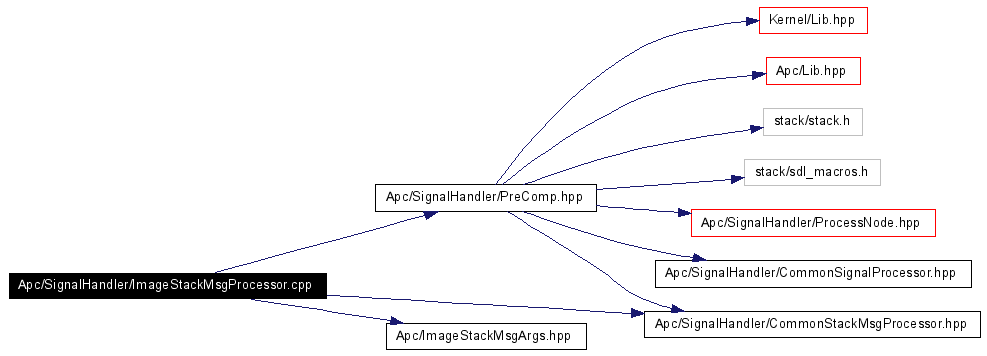 Kernel/Lib.hpp
Apc/Lib.hpp
stack/stack.h
stack/sdl_macros.h
Apc/SignalHandler/PreComp.hpp
Apc/SignalHandler/ProcessNode.hpp
Apc/SignalHandler/CommonSignalProcessor.hpp
Apc/SignalHandler/ImageStackMsgProcessor.cpp
Apc/SignalHandler/CommonStackMsgProcessor.hpp
Apc/ImageStackMsgArgs.hpp